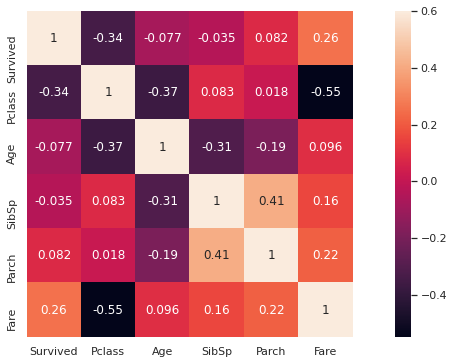 Survived 1 -0.34 -0.077 -0.035 0.082 0.26
Pclass -0.34 1 -0.37 0.083 0.018 -0.55
Age -0.077 -0.37 1 -0.31 -0.19 0.096
SibSp -0.035 0.083 -0.31 1 0.41 0.16
Parch 0.082 0.018 -0.19 0.41 1 0.22
Fare 0.26 -0.55 0.096 0.16 0.22 1
Survived Pclass Age SibSp Parch Fare
0.6
0.4
0.2
0.0
−0.2
−0.4